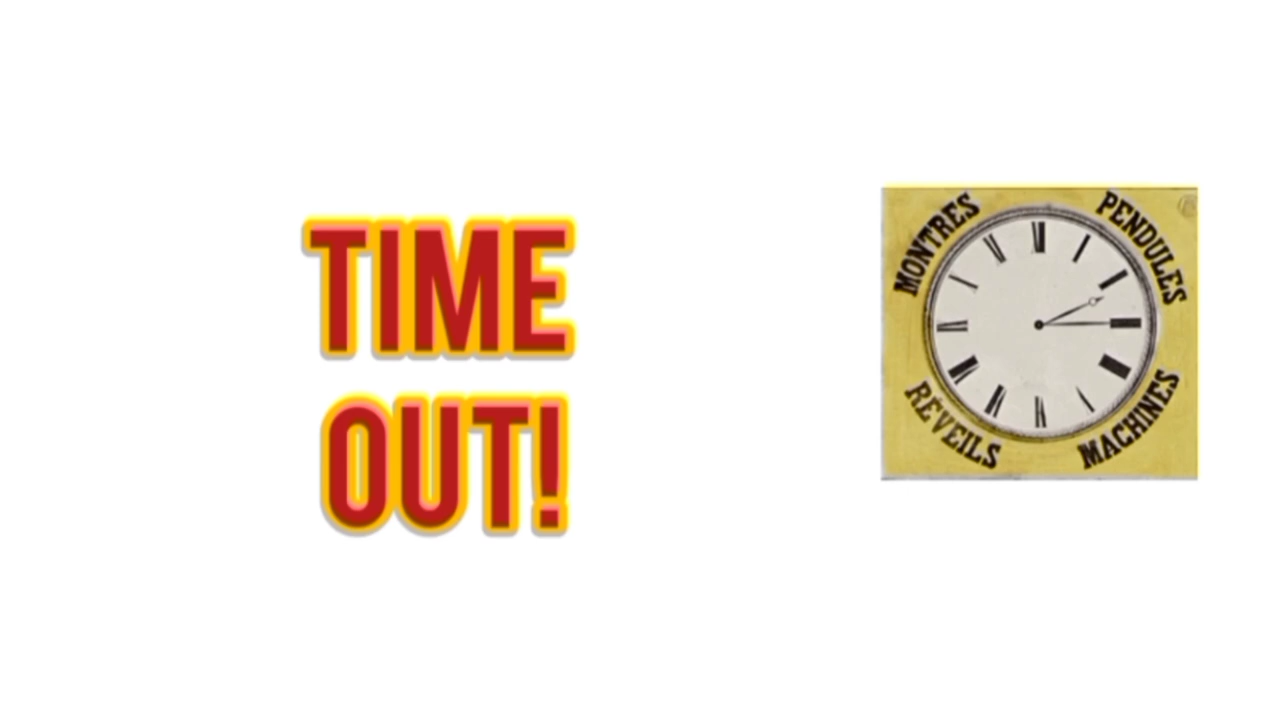 TIME
OUT!
MONTRES
PENDULES
RÉVEILS
MACHINES